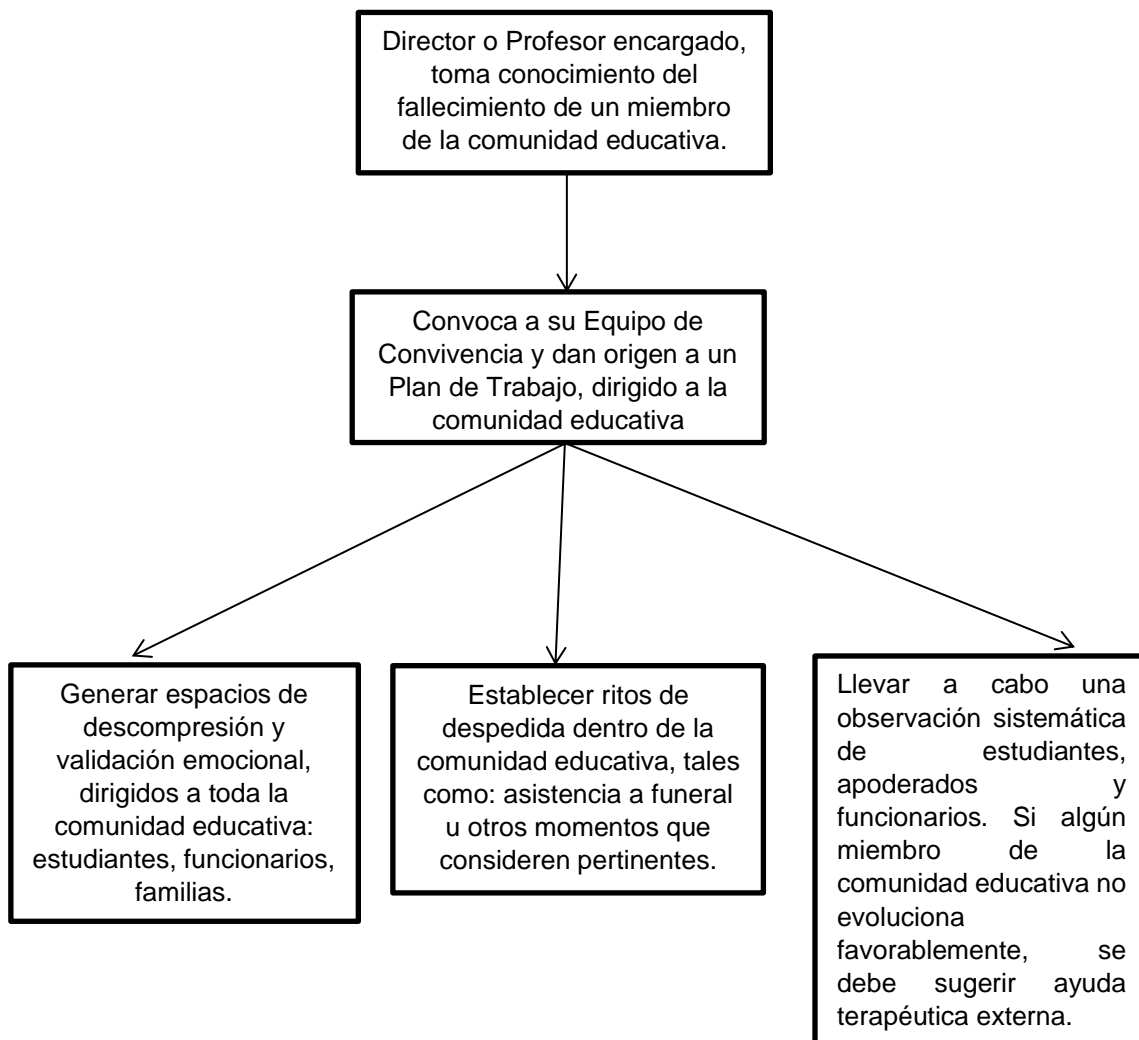 Director o Profesor encargado,
toma conocimiento del
fallecimiento de un miembro
de la comunidad educativa.
Convoca a su Equipo de
Convivencia y dan origen a un
Plan de Trabajo, dirigido a la
comunidad educativa
Generar espacios de
descompresión y
validación emocional,
dirigidos a toda la
comunidad educativa:
estudiantes, funcionarios,
familias.
Establecer ritos de
despedida dentro de la
comunidad educativa, tales
como: asistencia a funeral
u otros momentos que
consideren pertinentes.
Llevar a cabo una
observación sistemática
de estudiantes,
apoderados y
funcionarios. Si algún
miembro de la
comunidad educativa no
evoluciona
favorablemente, se
debe sugerir ayuda
terapéutica externa.